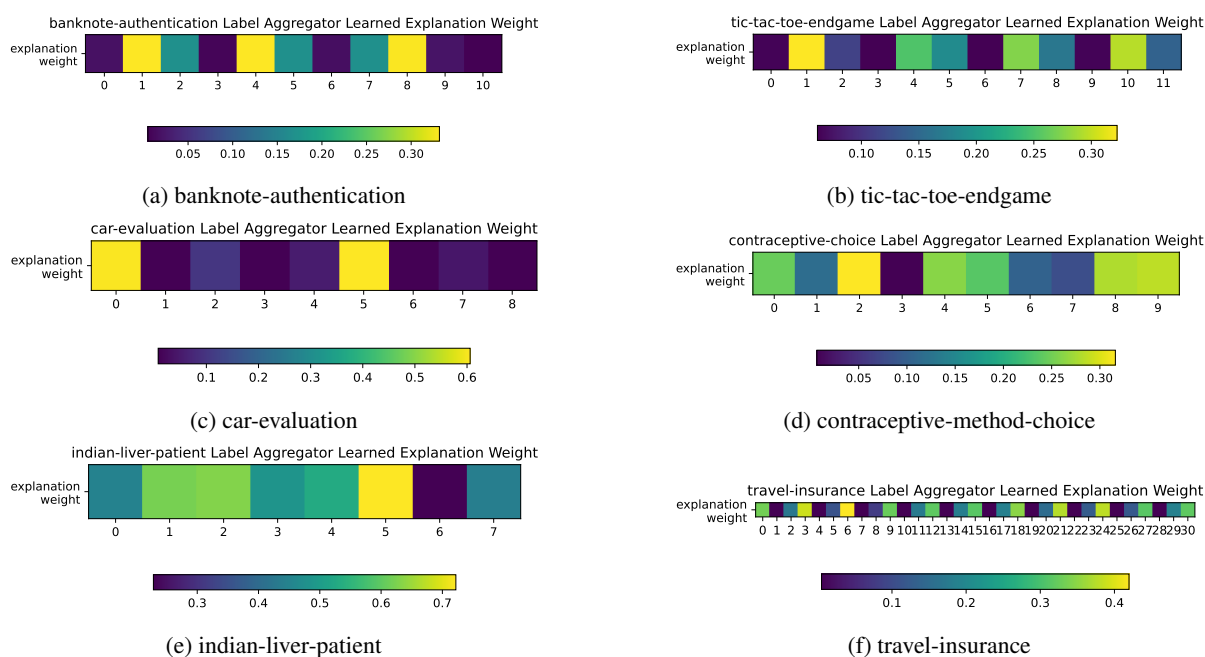 banknote-authentication Label Aggregator Learned Explanation Weight
explanation
weight
0 1 2 3 4 5 6 7 8 9 10
0.05 0.10 0.15 0.20 0.25 0.30
(a) banknote-authentication
tic-tac-toe-endgame Label Aggregator Learned Explanation Weight
explanation
weight
0 1 2 3 4 5 6 7 8 9 10 11
0.10 0.15 0.20 0.25 0.30
(b) tic-tac-toe-endgame
car-evaluation Label Aggregator Learned Explanation Weight
explanation
weight
0 1 2 3 4 5 6 7 8
0.1 0.2 0.3 0.4 0.5 0.6
(c) car-evaluation
contraceptive-choice Label Aggregator Learned Explanation Weight
explanation
weight
0 1 2 3 4 5 6 7 8 9
0.05 0.10 0.15 0.20 0.25 0.30
(d) contraceptive-method-choice
indian-liver-patient Label Aggregator Learned Explanation Weight
explanation
weight
0 1 2 3 4 5 6 7
0.3 0.4 0.5 0.6 0.7
(e) indian-liver-patient
travel-insurance Label Aggregator Learned Explanation Weight
explanation
weight
0 1 2 3 4 5 6 7 8 9 10 11 12 13 14 15 16 17 18 19 20 21 22 23 24 25 26 27 28 29 30
0.1 0.2 0.3 0.4
(f) travel-insurance